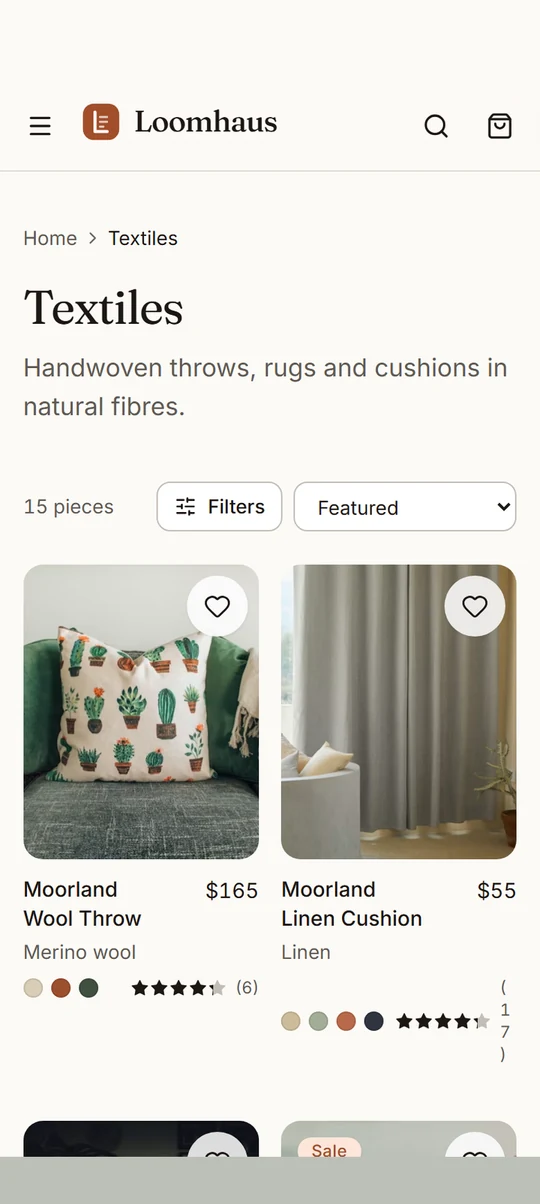 Loomhaus
Home > Textiles
Textiles
Handwoven throws, rugs and cushions in
natural fibres.
15 pieces
Filters
Featured
Moorland
Wool Throw
$165
Merino wool
(6)
Moorland
Linen Cushion
$55
Linen
(
1
7
)
Sale